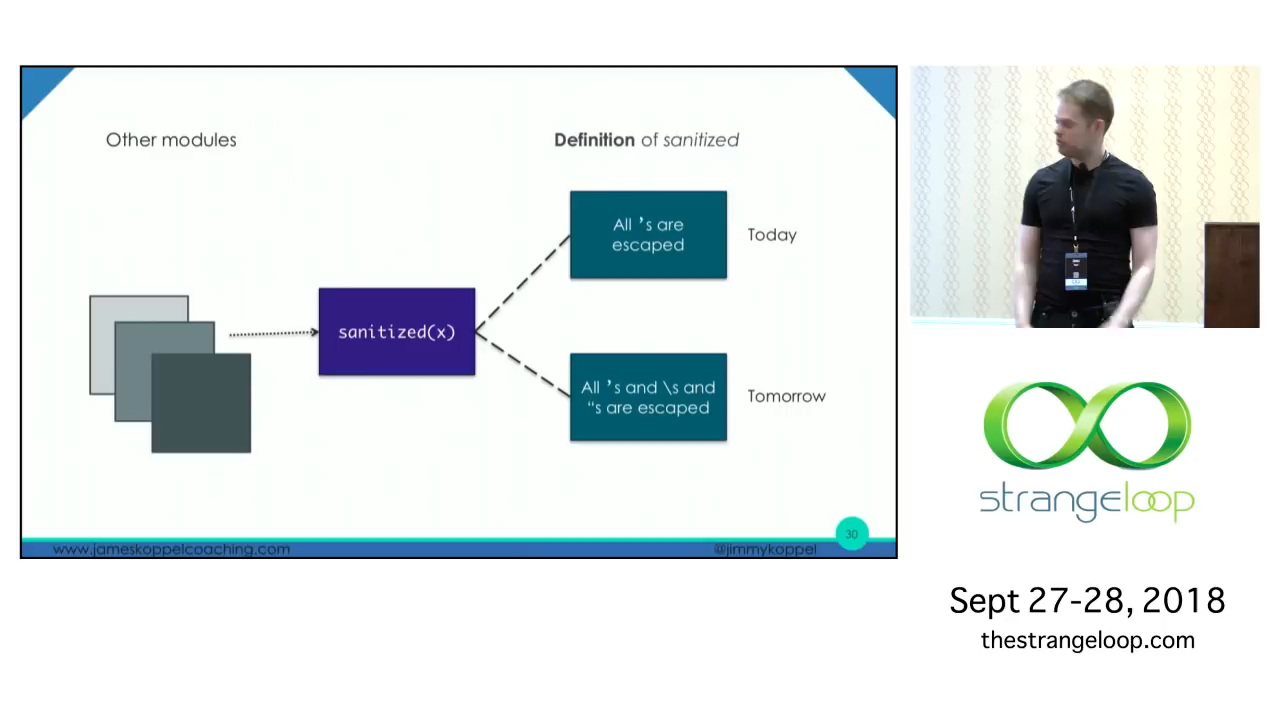 Other modules
Definition of sanitized
All ’s are
escaped
Today
sanitized(x)
All ’s and \s and
“s are escaped
Tomorrow
30
www.jameskoppelcoaching.com
@jimmykoppel
strangeloop
Sept 27-28, 2018
thestrangeloop.com